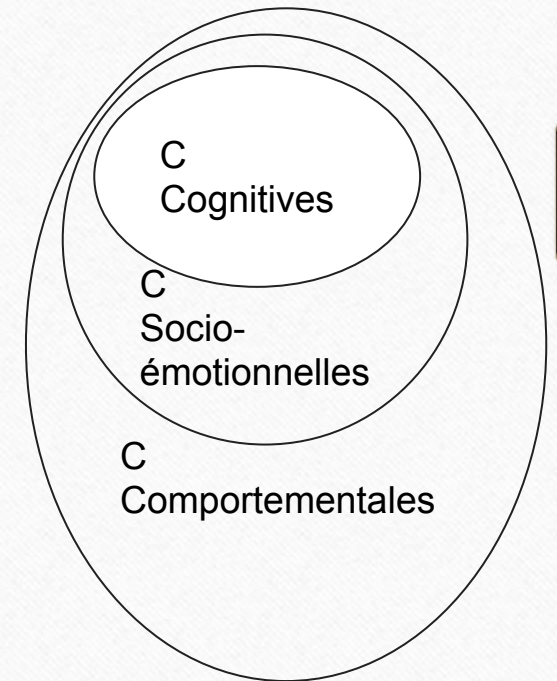 C
Cognitives
C
Socio-
émotionnelles
C
Comportementales